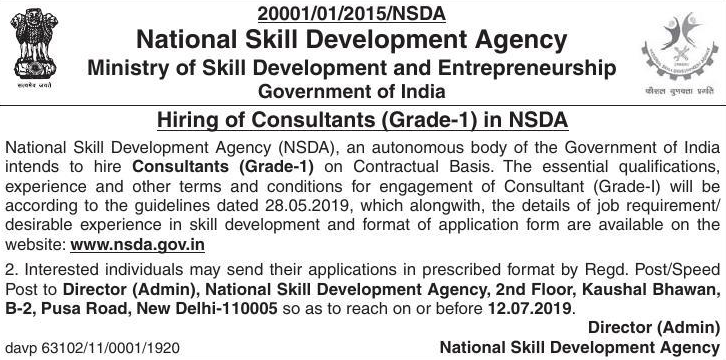 20001/01/2015/NSDA
National Skill Development Agency
Ministry of Skill Development and Entrepreneurship
Government of India
सत्यमेव जयते
कौशल गुणवत्ता प्रगति
Hiring of Consultants (Grade-1) in NSDA
National Skill Development Agency (NSDA), an autonomous body of the Government of India
intends to hire Consultants (Grade-1) on Contractual Basis. The essential qualifications,
experience and other terms and conditions for engagement of Consultant (Grade-I) will be
according to the guidelines dated 28.05.2019, which alongwith, the details of job requirement/
desirable experience in skill development and format of application form are available on the
website: www.nsda.gov.in
2. Interested individuals may send their applications in prescribed format by Regd. Post/Speed
Post to Director (Admin), National Skill Development Agency, 2nd Floor, Kaushal Bhawan,
B-2, Pusa Road, New Delhi-110005 so as to reach on or before 12.07.2019.
Director (Admin)
davp 63102/11/0001/1920 National Skill Development Agency